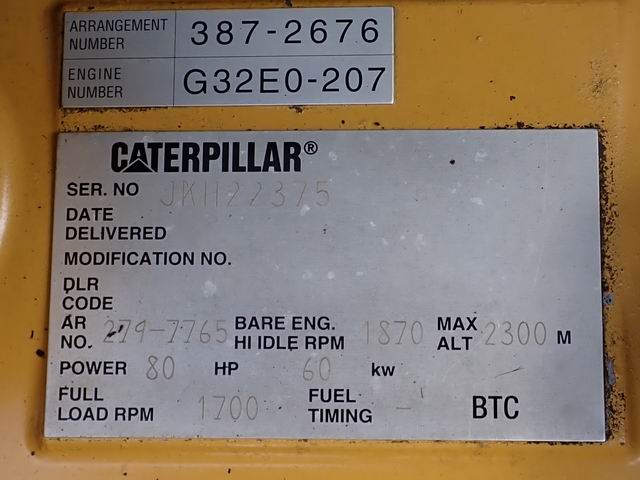 ARRANGEMENT NUMBER 387-2676
ENGINE NUMBER G32E0-207
CATERPILLAR®
SER. NO JKH22375
DATE
DELIVERED
MODIFICATION NO.
DLR
CODE
AR NO. 279-7765 BARE ENG. HI IDLE RPM 1870 MAX ALT 2300 M
POWER 80 HP 60 kw
FULL LOAD RPM 1700 FUEL TIMING - BTC